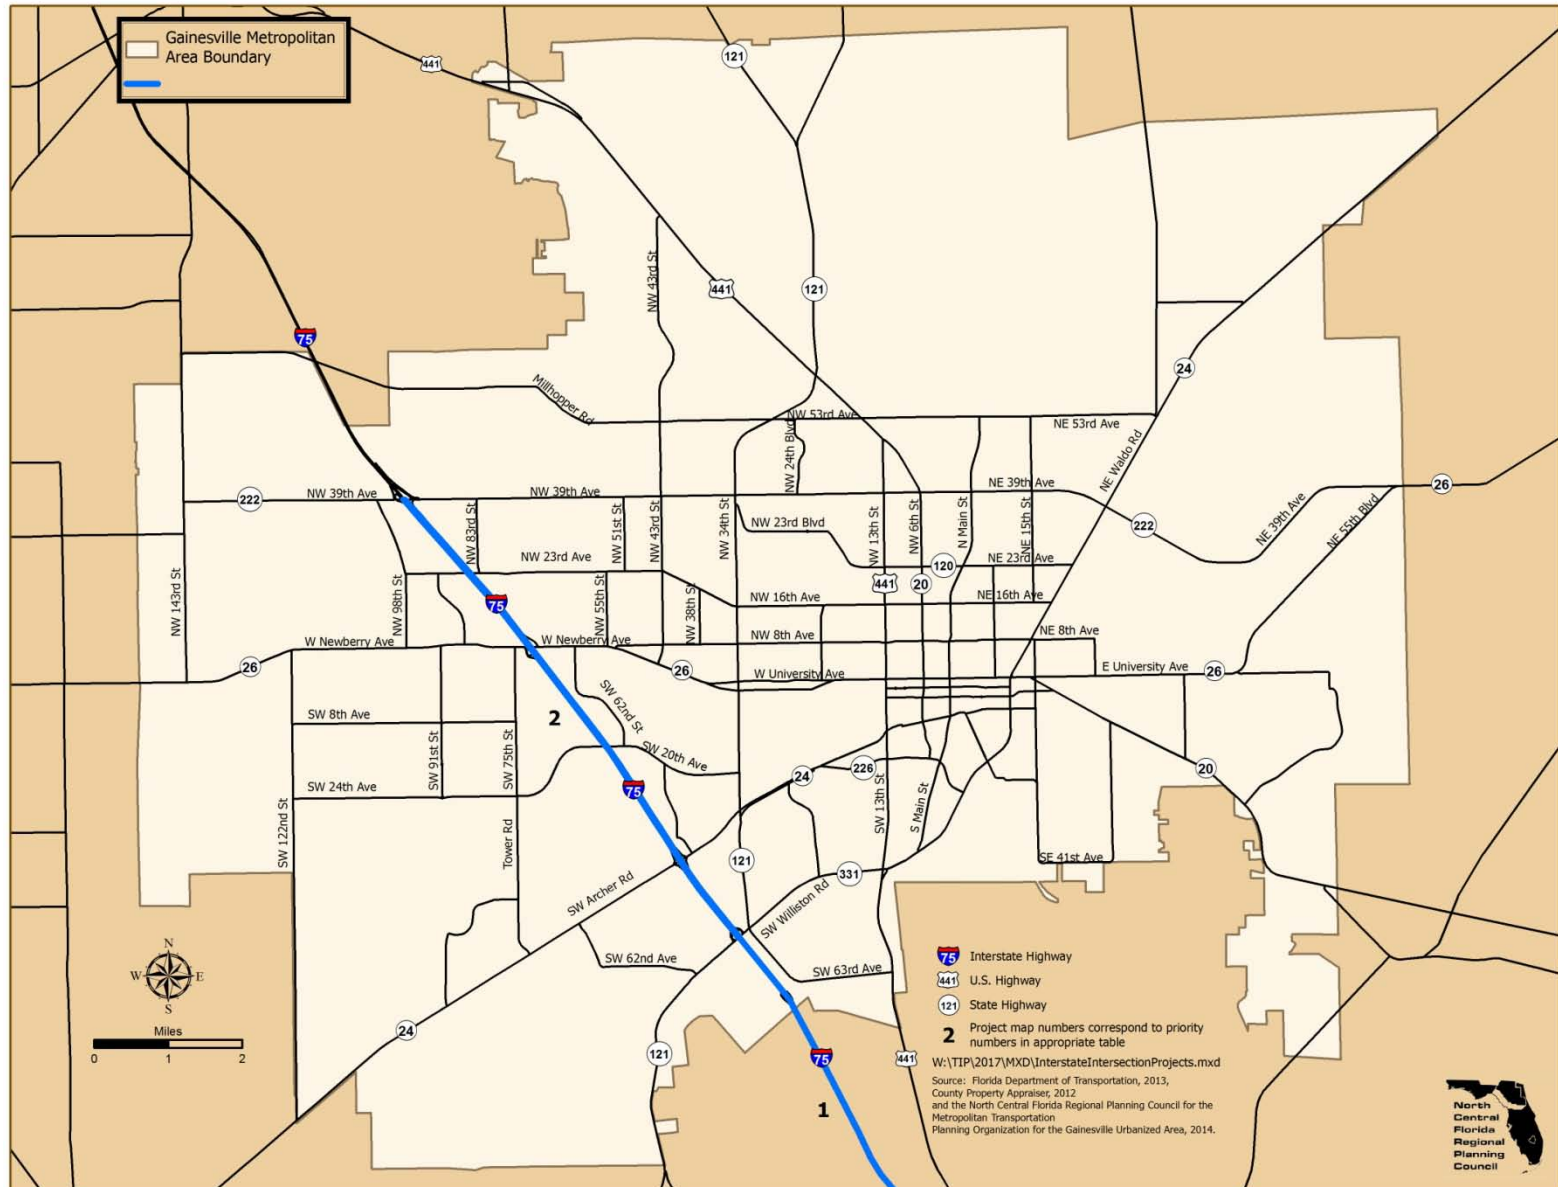 Gainesville Metropolitan
Area Boundary
441
121
441
121
NW 43rd St
75
24
Millhopper Rd
NW 53rd Ave
NE 53rd Ave
NW 24th Blvd
NE Waldo Rd
26
222
NW 39th Ave
NW 39th Ave
NE 39th Ave
NE 39th Ave
NE 55th Blvd
222
NW 83rd St
NW 51st St
NW 43rd St
NW 34th St
NW 23rd Blvd
NW 13th St
NW 6th St
N Main St
NE 15th St
NW 23rd Ave
120
NE 23rd Ave
NW 143rd St
NW 98th St
75
NW 55th St
NW 38th St
441
20
NW 16th Ave
NE 16th Ave
W Newberry Ave
W Newberry Ave
NW 8th Ave
NE 8th Ave
26
26
W University Ave
E University Ave
26
SW 62nd St
2
SW 8th Ave
SW 91st St
SW 75th St
SW 20th Ave
24
226
20
75
SW 24th Ave
SW 122nd St
Tower Rd
SW 13th St
S Main St
121
331
SE 41st Ave
SW Archer Rd
SW Williston Rd
SW 62nd Ave
SW 63rd Ave
N
W
E
S
Miles
0
1
2
24
121
75
441
1
75
Interstate Highway
441
U.S. Highway
121
State Highway
2
Project map numbers correspond to priority
numbers in appropriate table
W:\TIP\2017\MXD\InterstateIntersectionProjects.mxd
Source: Florida Department of Transportation, 2013,
County Property Appraiser, 2012
and the North Central Florida Regional Planning Council for the
Metropolitan Transportation
Planning Organization for the Gainesville Urbanized Area, 2014.
North
Central
Florida
Regional
Planning
Council